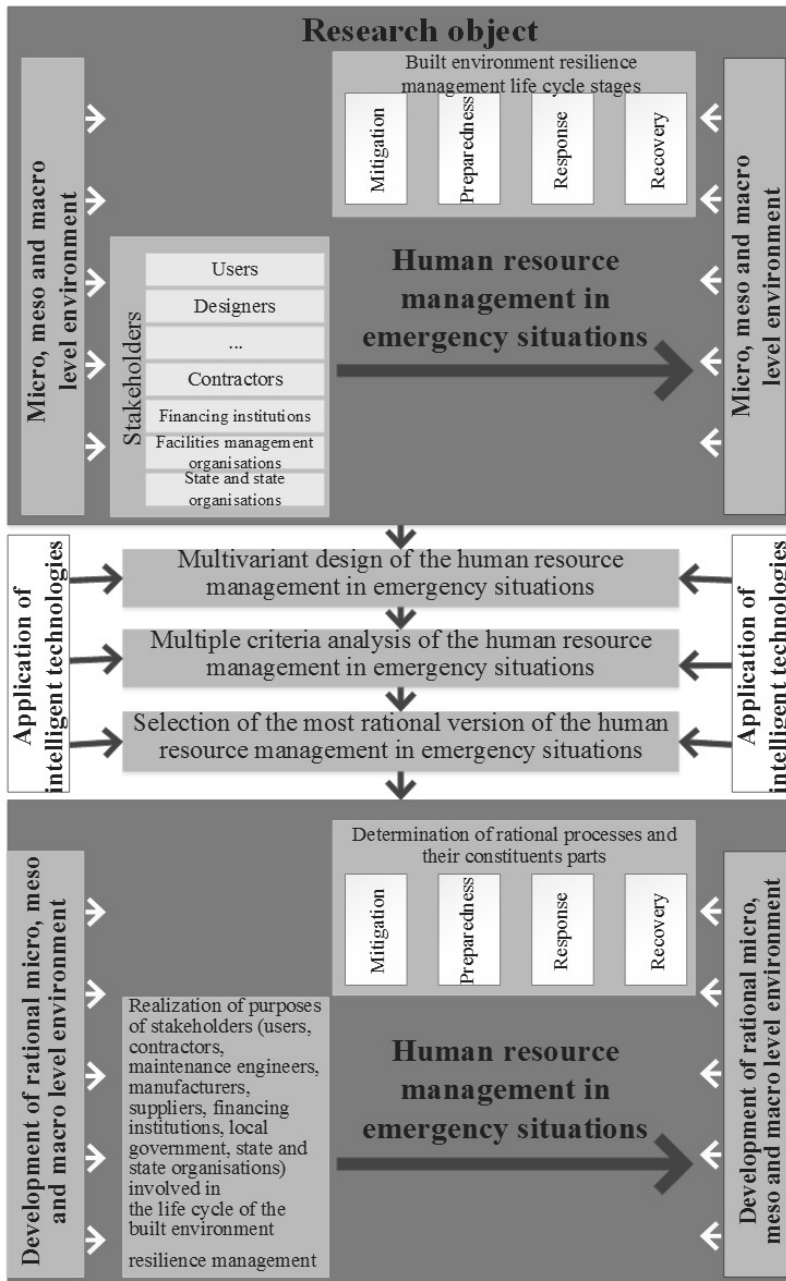 Research object
Built environment resilience
management life cycle stages
Mitigation
Preparedness
Response
Recovery
Micro, meso and macro
level environment
Stakeholders
Users
Designers
...
Contractors
Financing institutions
Facilities management
organisations
State and state
organisations
Human resource
management in
emergency situations
Micro, meso and macro
level environment
Application of
intelligent technologies
Multivariant design of the human resource
management in emergency situations
Multiple criteria analysis of the human resource
management in emergency situations
Selection of the most rational version of the human
resource management in emergency situations
Application of
intelligent technologies
Determination of rational processes and
their constituents parts
Mitigation
Preparedness
Response
Recovery
Development of rational micro, meso
and macro level environment
Realization of purposes
of stakeholders (users,
contractors,
maintenance engineers,
manufacturers,
suppliers, financing
institutions, local
government, state and
state organisations)
involved in
the life cycle of the
built environment
resilience management
Human resource
management in
emergency situations
Development of rational micro,
meso and macro level environment